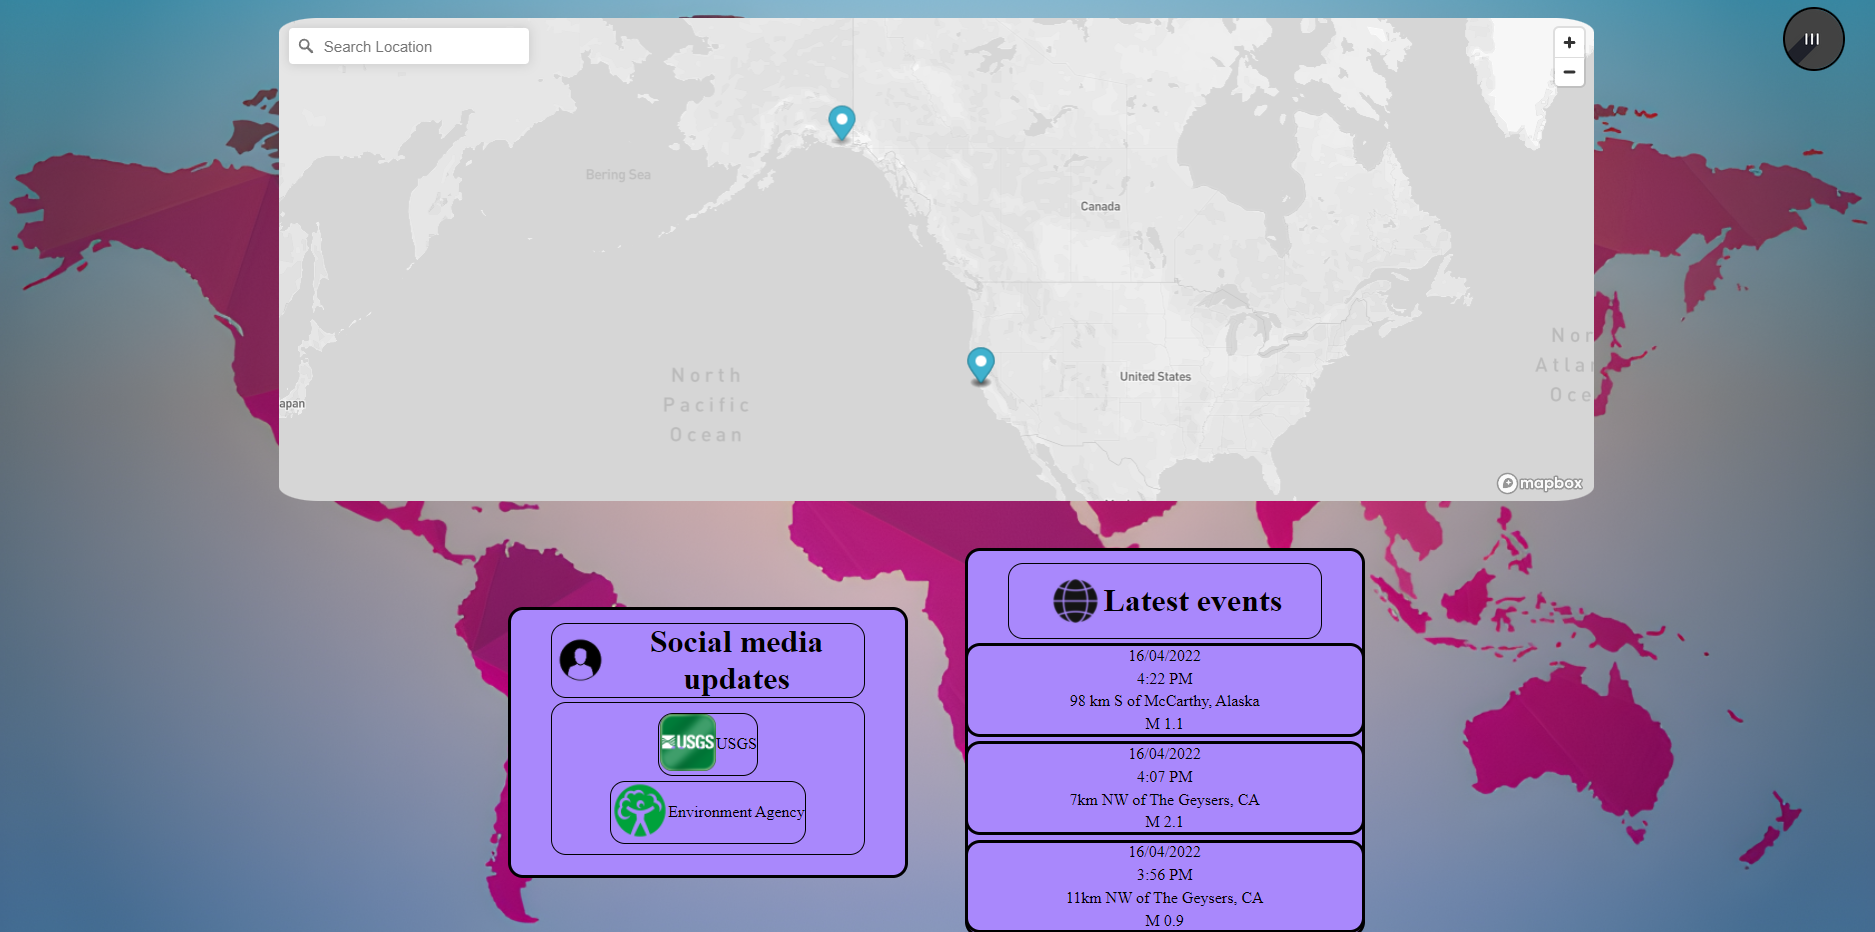 Search Location
Bering Sea
Canada
North
Pacific
Ocean
United States
apan
Nor
Atlar
Oce
mapbox
Social media
updates
USGS
USGS
Environment Agency
Latest events
16/04/2022
4:22 PM
98 km S of McCarthy, Alaska
M 1.1
16/04/2022
4:07 PM
7km NW of The Geysers, CA
M 2.1
16/04/2022
3:56 PM
11km NW of The Geysers, CA
M 0.9